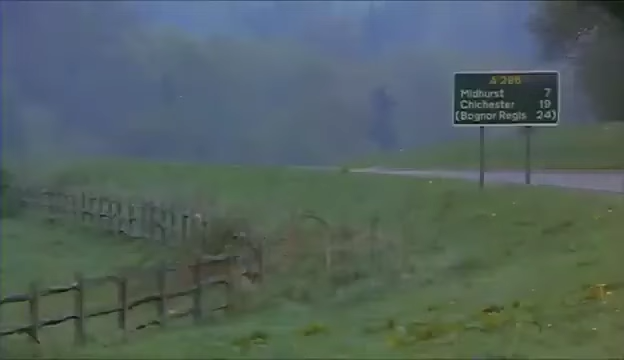 A 286
Midhurst 7
Chichester 19
(Bognor Regis 24)